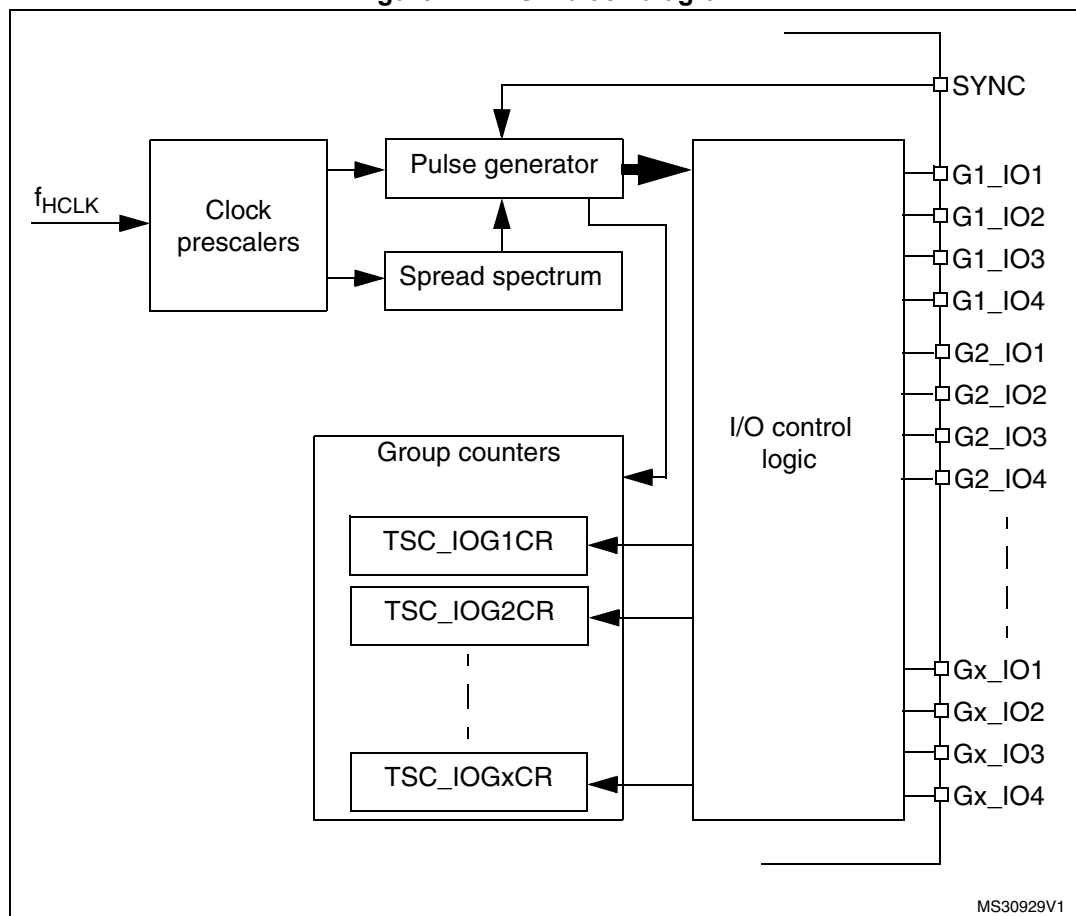 SYNC
Pulse generator
G1_IO1
fHCLK
Clock
prescalers
G1_IO2
G1_IO3
Spread spectrum
G1_IO4
G2_IO1
G2_IO2
I/O control
logic
G2_IO3
Group counters
G2_IO4
TSC_IOG1CR
TSC_IOG2CR
Gx_IO1
Gx_IO2
Gx_IO3
TSC_IOGxCR
Gx_IO4
MS30929V1